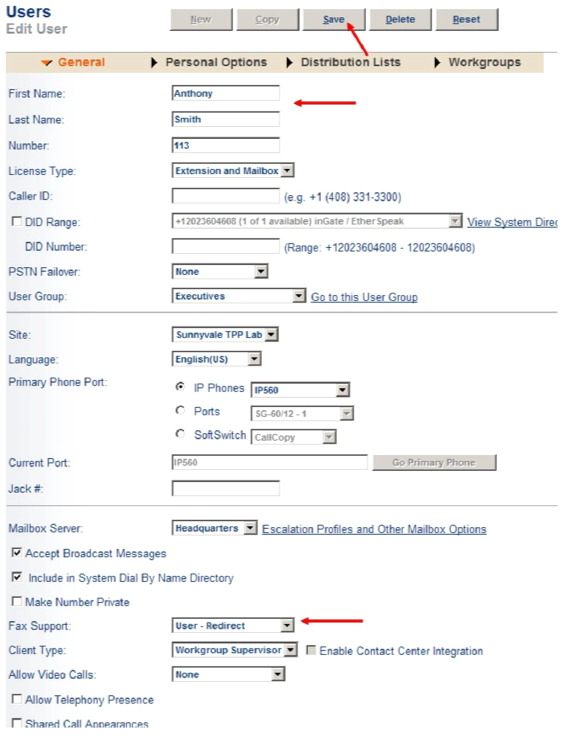 Users
Edit User
New Copy Save Delete Reset
General Personal Options Distribution Lists Workgroups
First Name: Anthony
Last Name: Smith
Number: 113
License Type: Extension and Mailbox
Caller ID: (e.g. +1 (408) 331-3300)
DID Range: +12023604608 (1 of 1 available) inGate / EtherSpeak View System Direc
DID Number: (Range: +12023604608 - 12023604608)
PSTN Failover: None
User Group: Executives Go to this User Group
Site: Sunnyvale TPP Lab
Language: English(US)
Primary Phone Port: IP Phones IP560
Ports SG-60/12 - 1
SoftSwitch CallCopy
Current Port: IP560 Go Primary Phone
Jack #:
Mailbox Server: Headquarters Escalation Profiles and Other Mailbox Options
Accept Broadcast Messages
Include in System Dial By Name Directory
Make Number Private
Fax Support: User - Redirect
Client Type: Workgroup Supervisor Enable Contact Center Integration
Allow Video Calls: None
Allow Telephony Presence
Shared Call Appearances